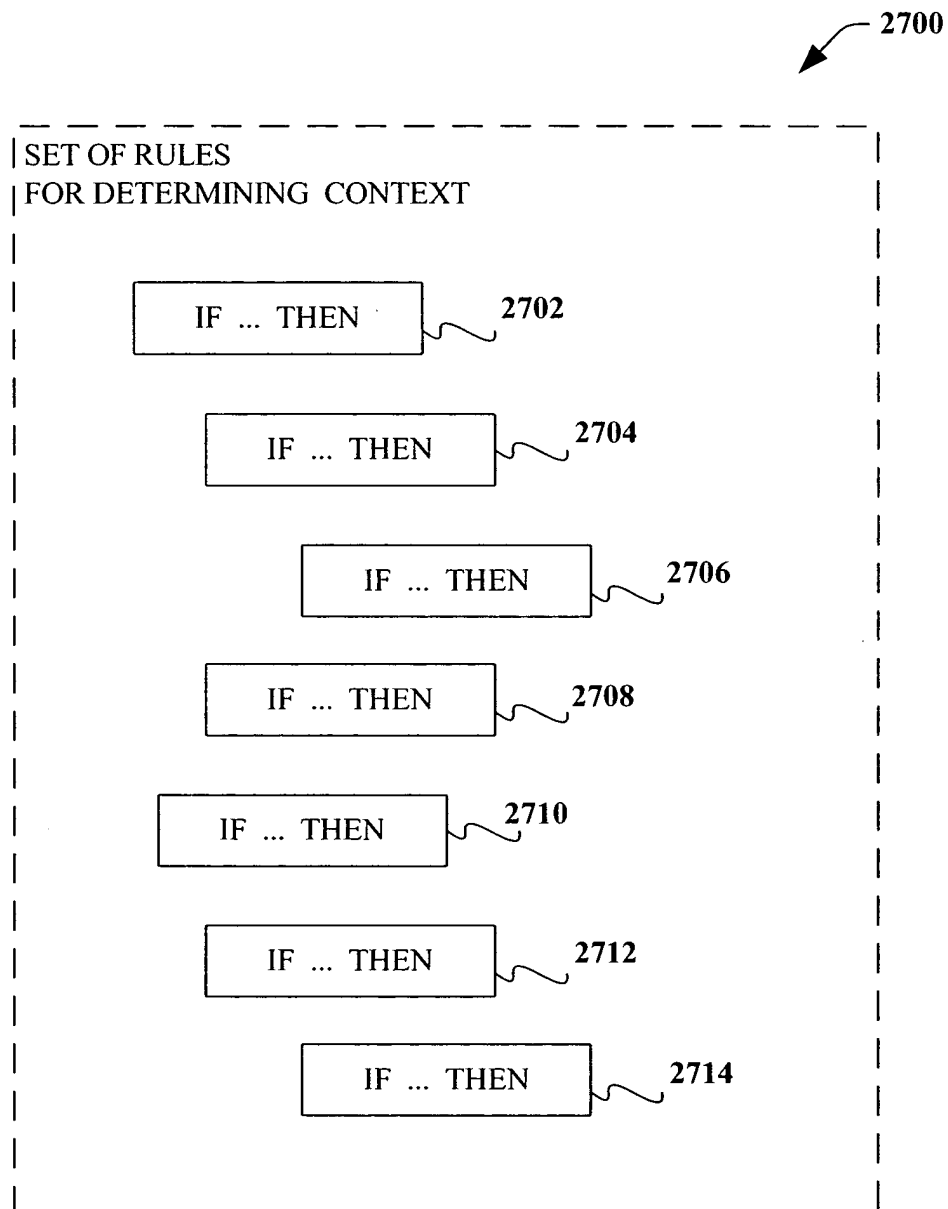 2700
SET OF RULES
FOR DETERMINING CONTEXT
IF ... THEN
2702
IF ... THEN
2704
IF ... THEN
2706
IF ... THEN
2708
IF ... THEN
2710
IF ... THEN
2712
IF ... THEN
2714